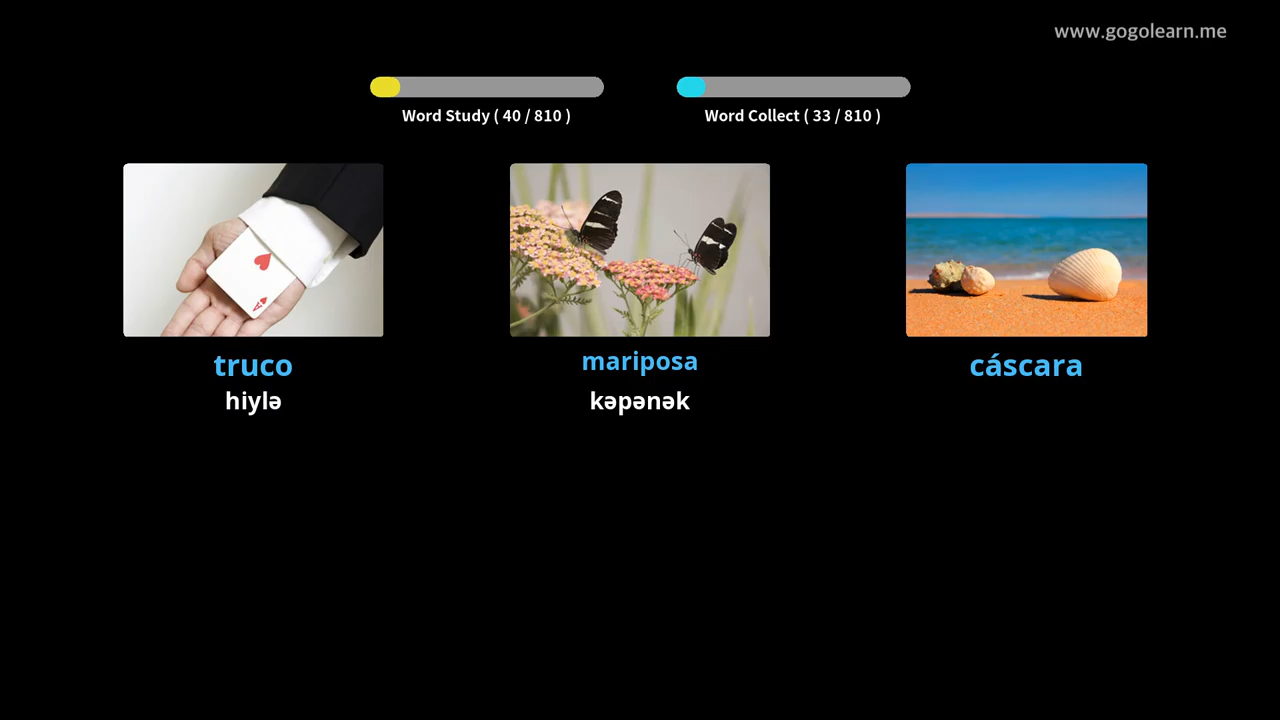 www.gogolearn.me
Word Study ( 40 / 810 )
Word Collect ( 33 / 810 )
truco
hiylə
mariposa
kəpənək
cáscara